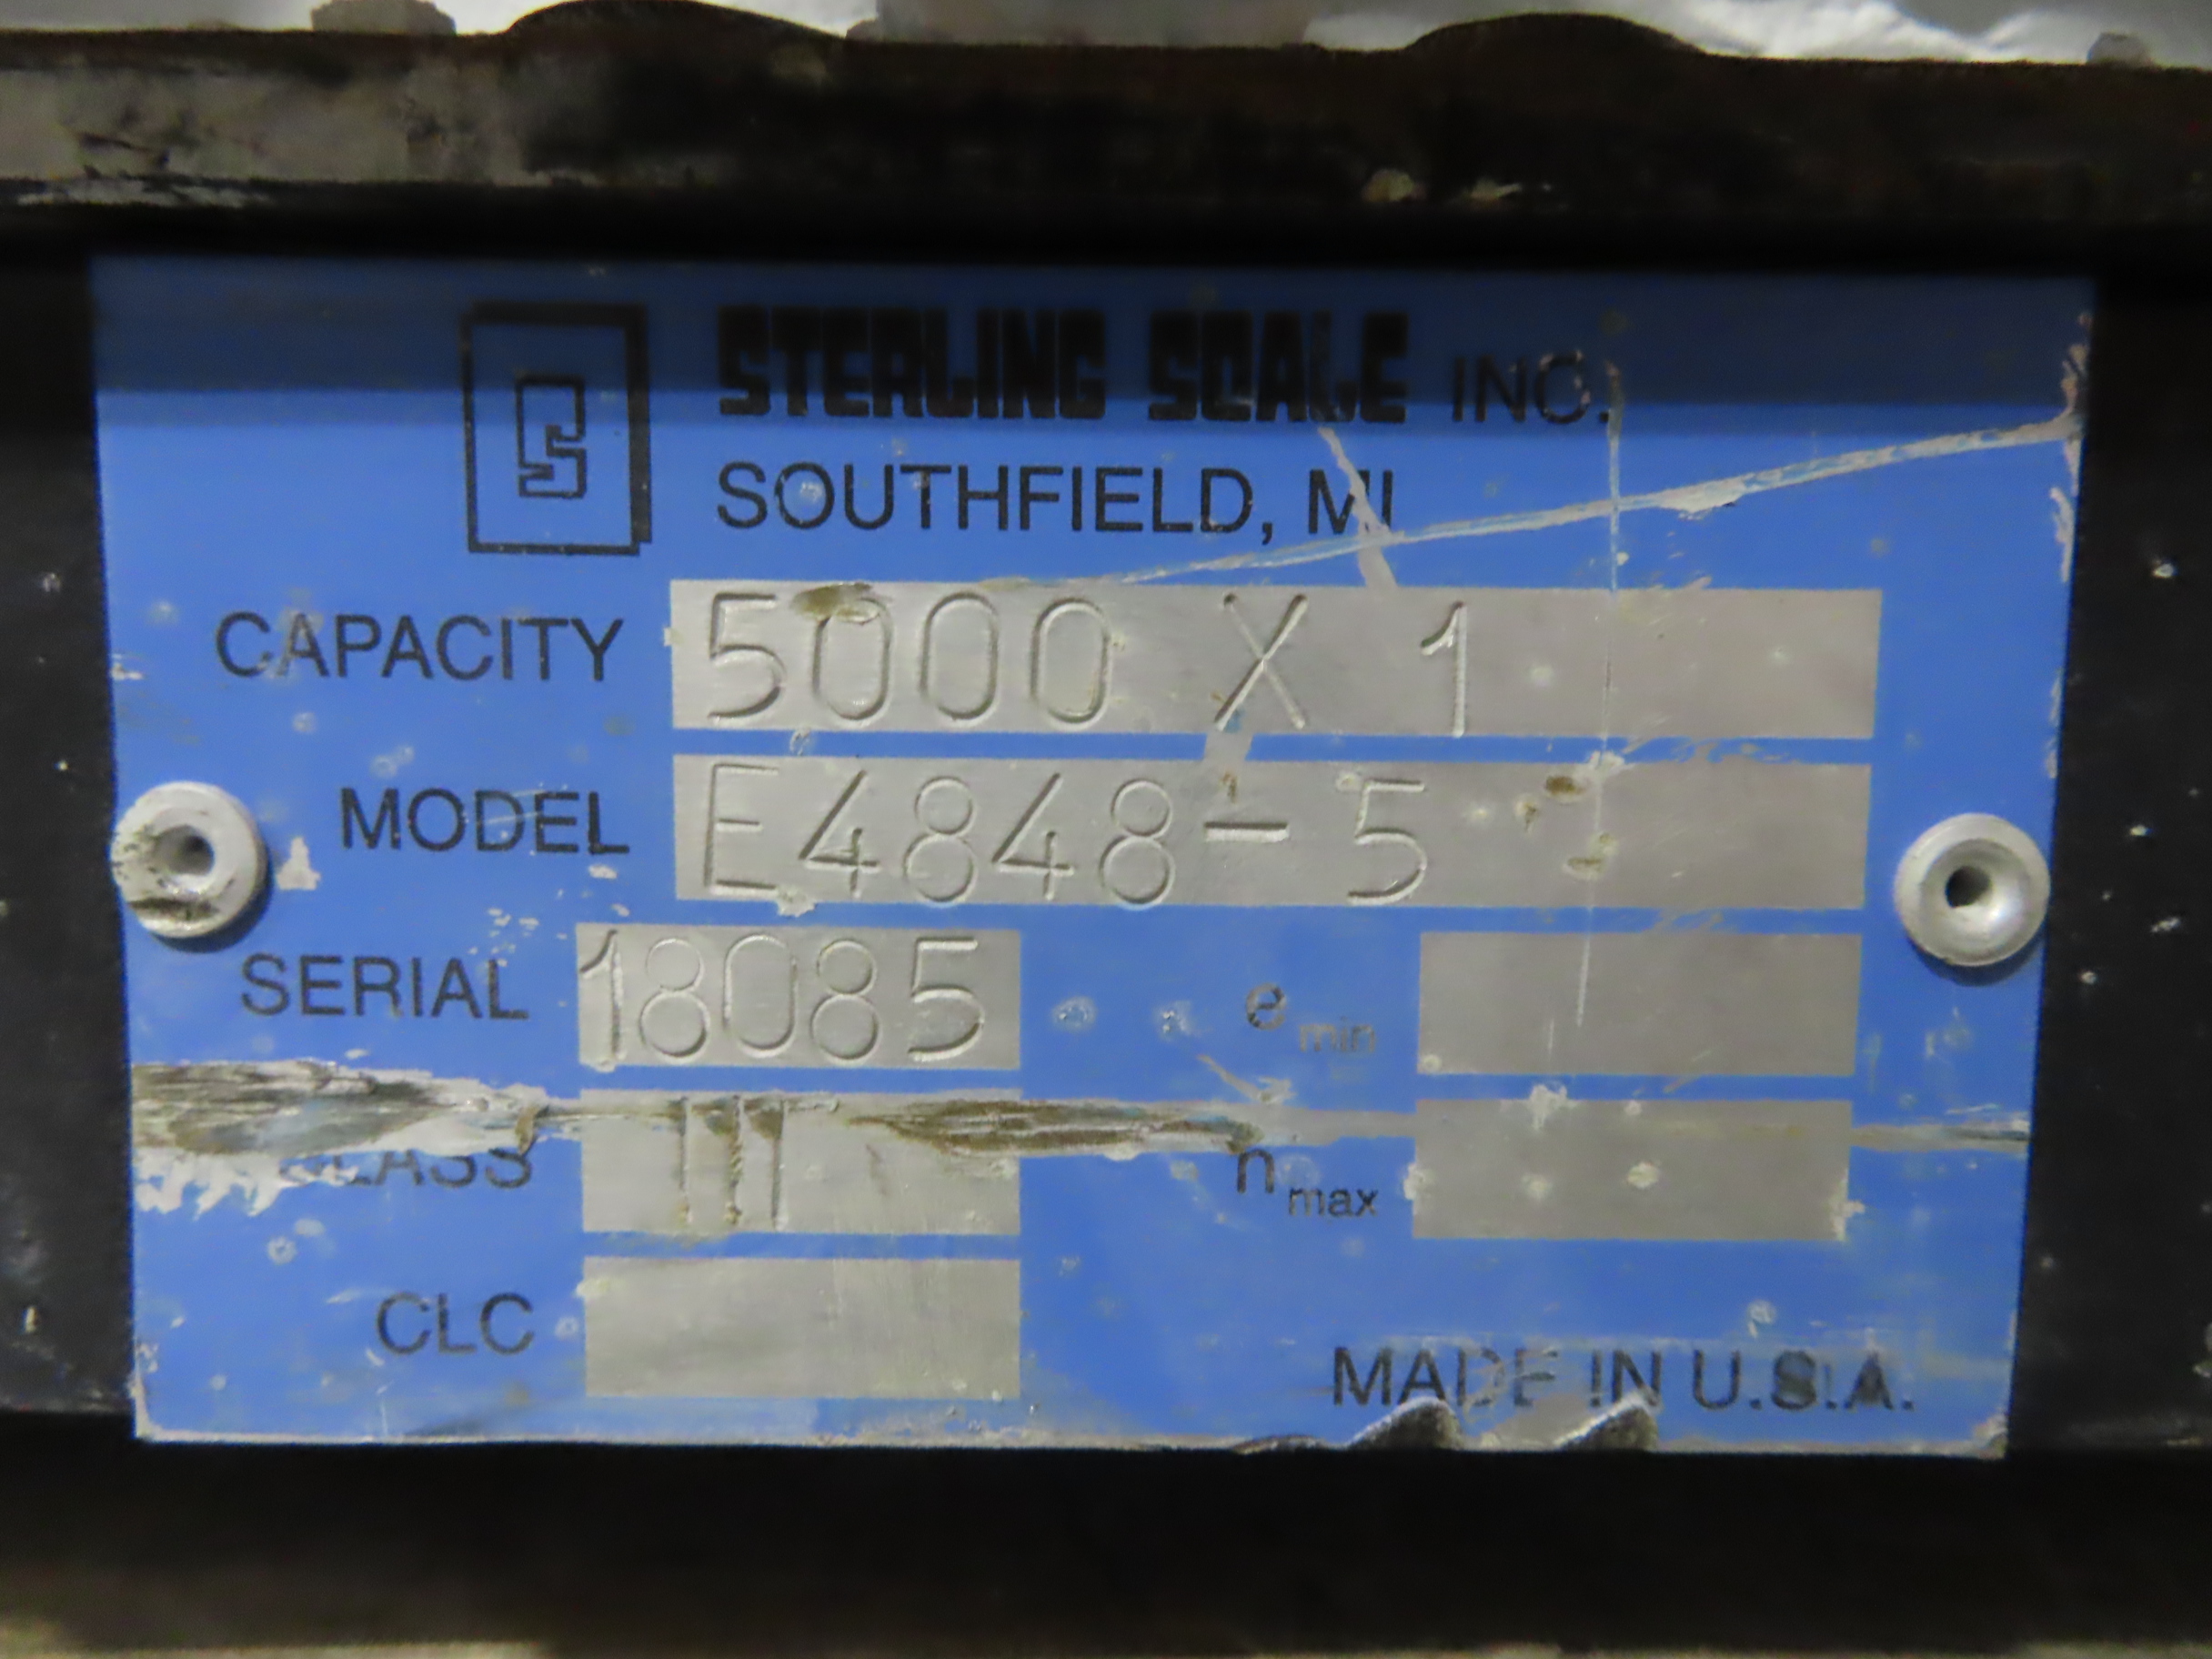 STERLING SCALE INC.
SOUTHFIELD, MI
CAPACITY 5000 X 1
MODEL E4848-5
SERIAL 18085 e min
CLASS III n max
CLC
MADE IN U.S.A.